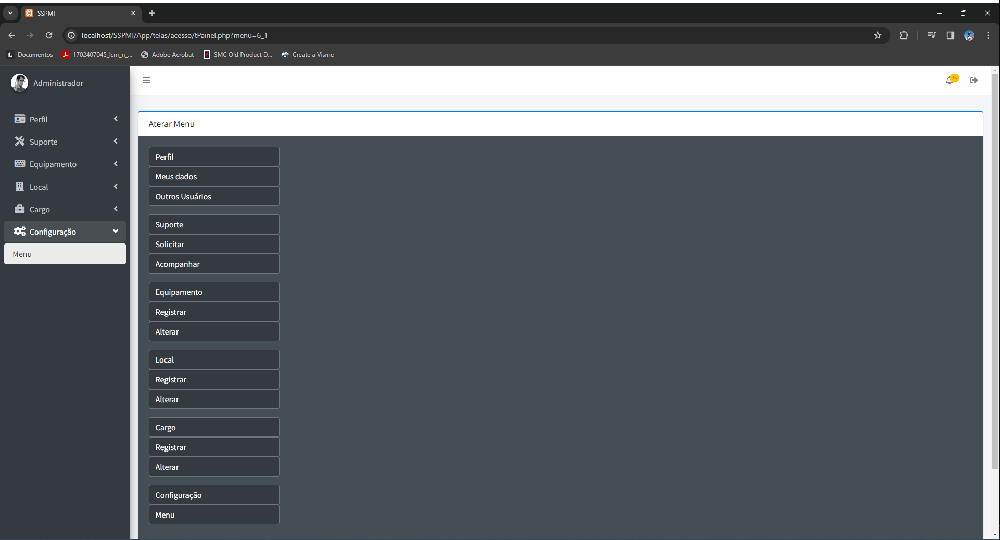 SSPMI
localhost/SSPMI/App/telas/acesso/tPainel.php?menu=6_1
Documentos
1702407045_lcm_n_...
Adobe Acrobat
SMC Old Product D...
Create a Visme
Administrador
15
Perfil
Suporte
Equipamento
Local
Cargo
Configuração
Menu
Aterar Menu
Perfil
Meus dados
Outros Usuários
Suporte
Solicitar
Acompanhar
Equipamento
Registrar
Alterar
Local
Registrar
Alterar
Cargo
Registrar
Alterar
Configuração
Menu